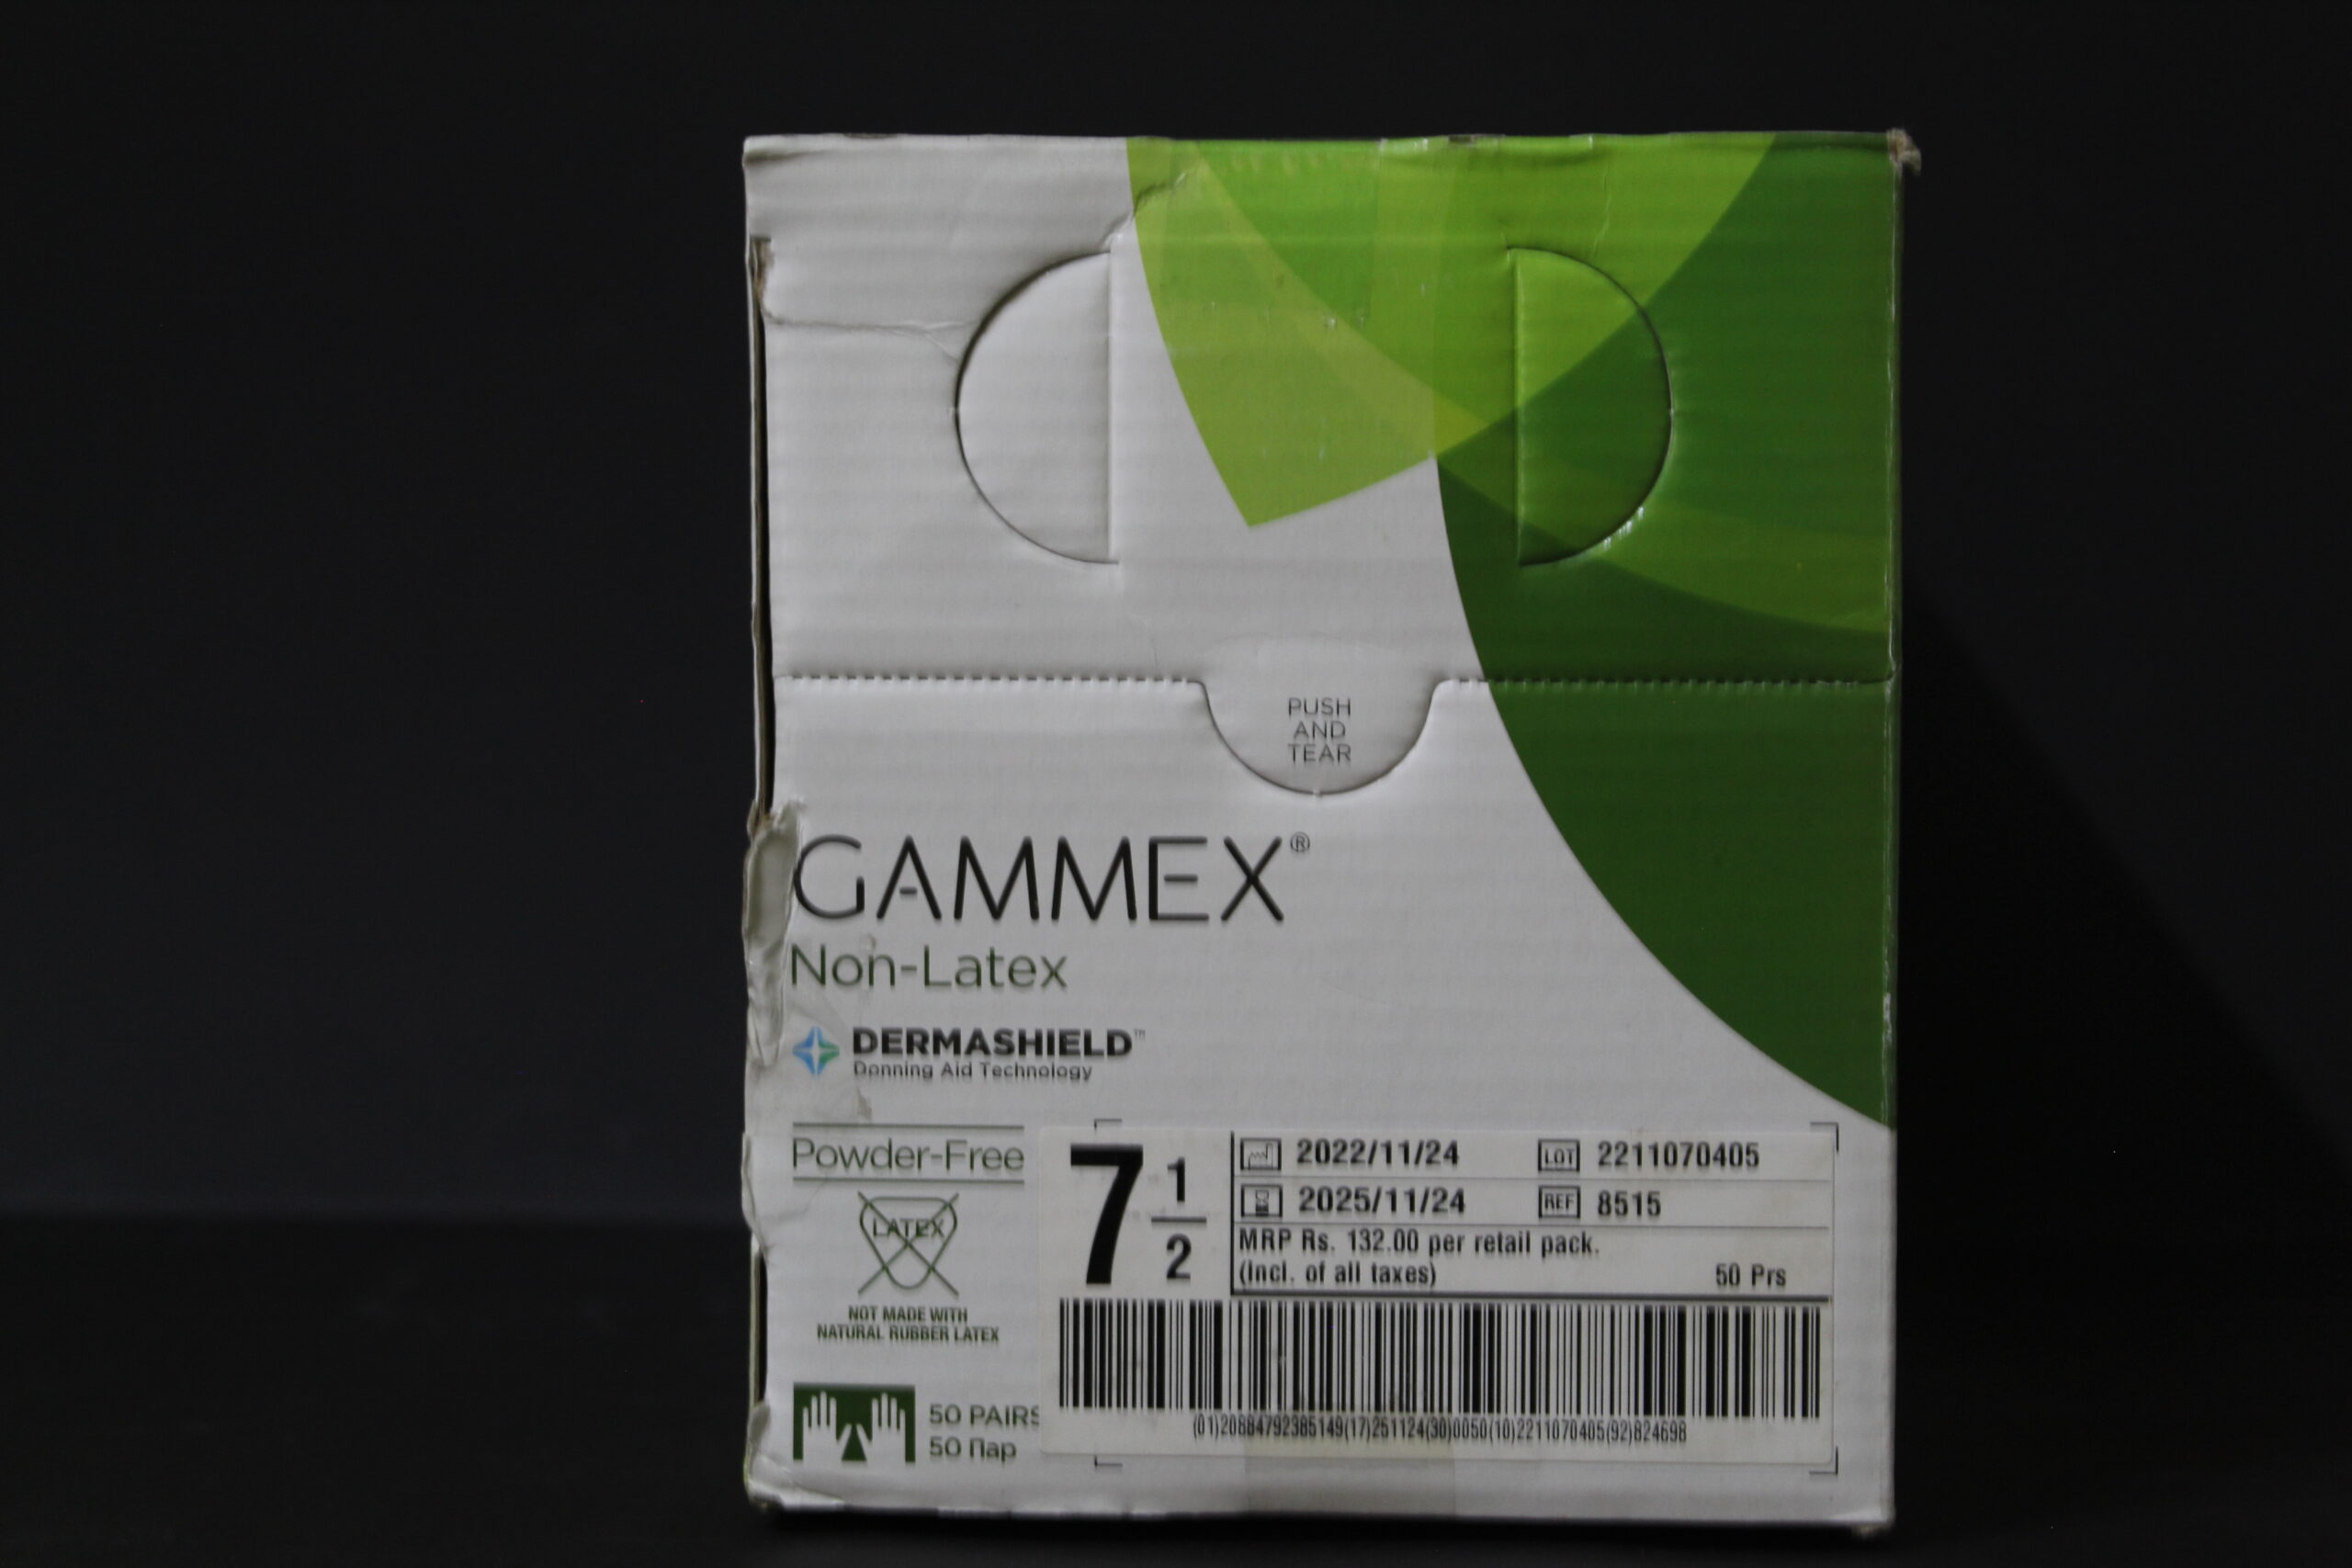 PUSH
AND
TEAR
GAMMEX®
Non-Latex
DERMASHIELD™
Donning Aid Technology
Powder-Free
LATEX
NOT MADE WITH
NATURAL RUBBER LATEX
50 PAIRS
50 Пар
7 1/2
2022/11/24 LOT 2211070405
2025/11/24 REF 8515
MRP Rs. 132.00 per retail pack.
(Incl. of all taxes) 50 Prs
(01)20884792385149(17)251124(30)0050(10)2211070405(92)824698